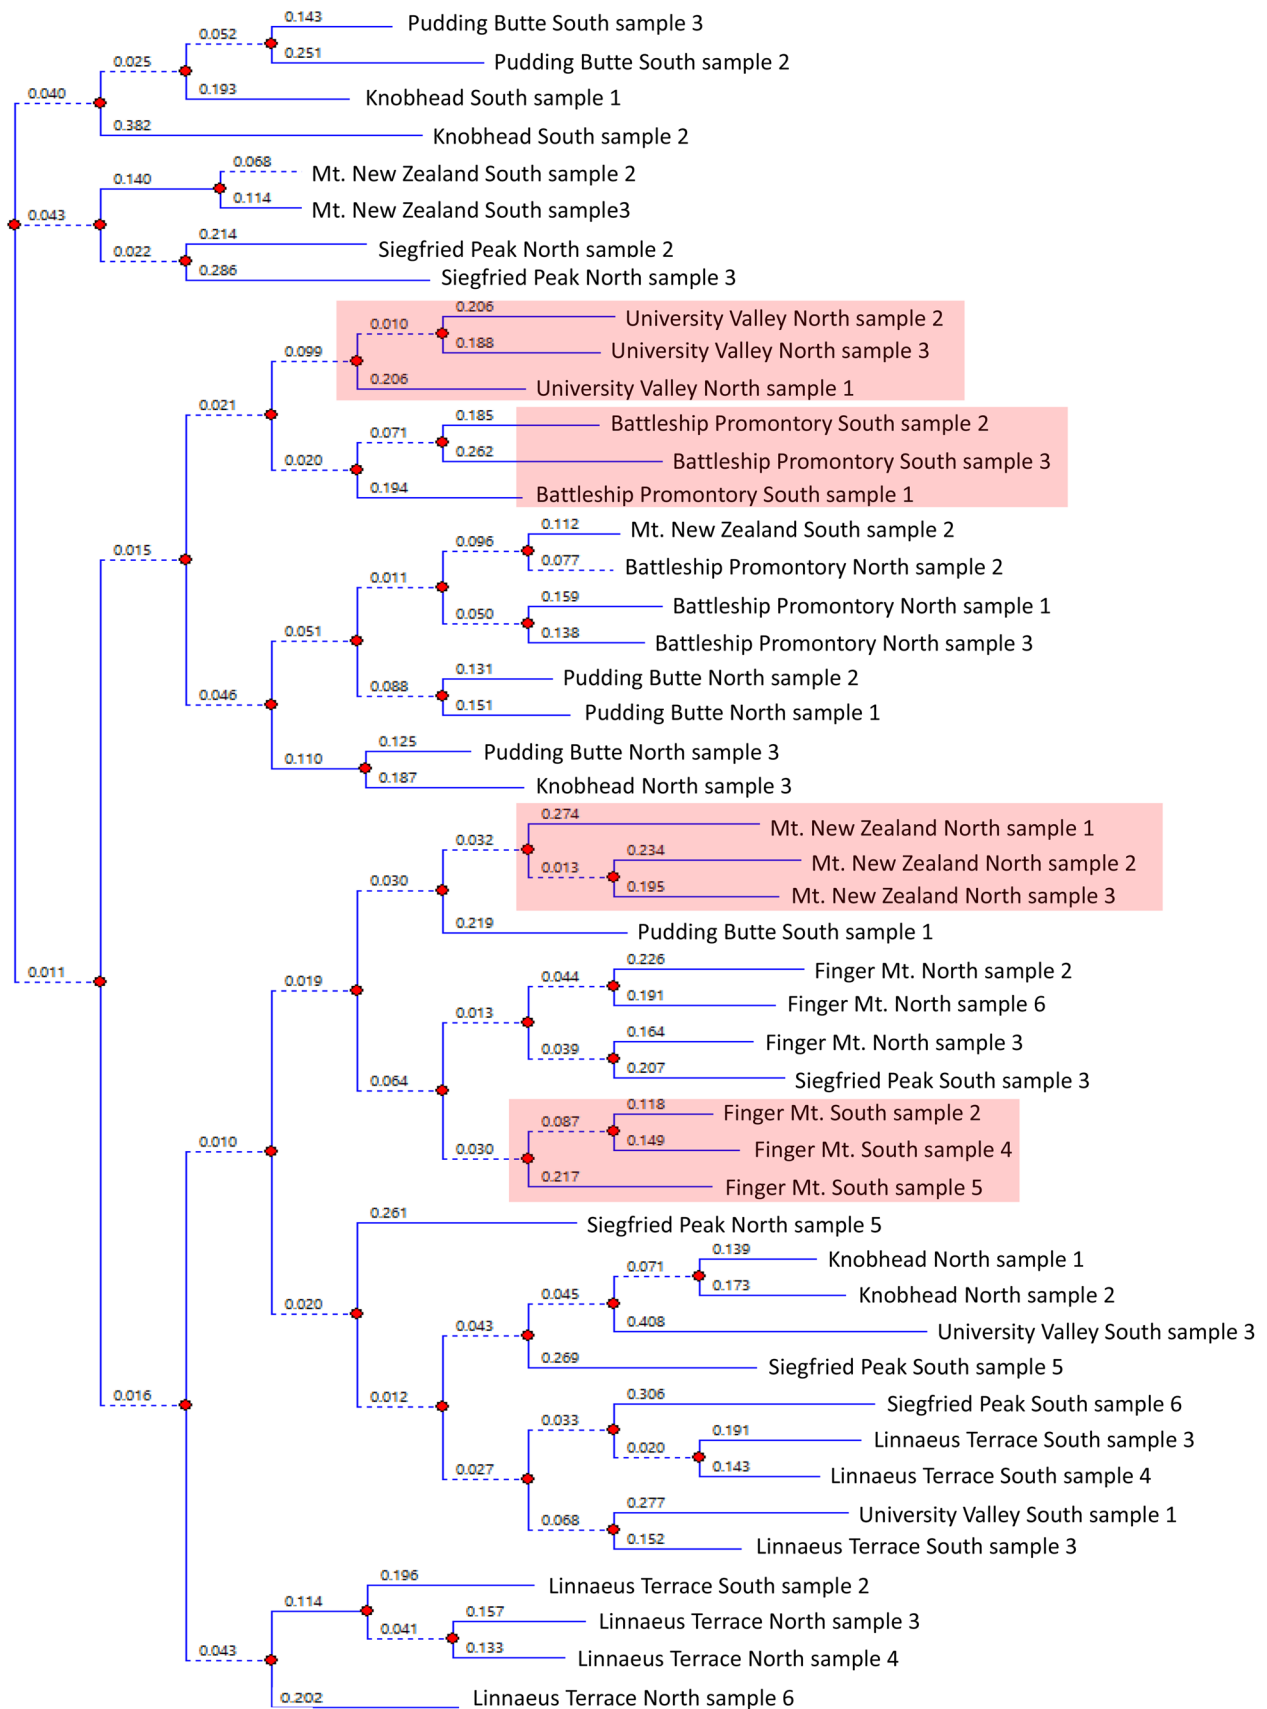 0.143
Pudding Butte South sample 3
0.052
0.251
Pudding Butte South sample 2
0.025
0.193
Knobhead South sample 1
0.040
0.382
Knobhead South sample 2
0.068
Mt. New Zealand South sample 2
0.140
0.114
Mt. New Zealand South sample3
0.043
0.214
Siegfried Peak North sample 2
0.022
0.286
Siegfried Peak North sample 3
0.206
University Valley North sample 2
0.010
0.188
University Valley North sample 3
0.099
0.206
University Valley North sample 1
0.021
0.185
Battleship Promontory South sample 2
0.071
0.262
Battleship Promontory South sample 3
0.020
0.194
Battleship Promontory South sample 1
0.015
0.112
Mt. New Zealand South sample 2
0.096
0.077
Battleship Promontory North sample 2
0.011
0.159
Battleship Promontory North sample 1
0.050
0.138
Battleship Promontory North sample 3
0.051
0.131
Pudding Butte North sample 2
0.088
0.151
Pudding Butte North sample 1
0.046
0.125
Pudding Butte North sample 3
0.110
0.187
Knobhead North sample 3
0.274
Mt. New Zealand North sample 1
0.032
0.234
Mt. New Zealand North sample 2
0.013
0.195
Mt. New Zealand North sample 3
0.030
0.219
Pudding Butte South sample 1
0.011
0.019
0.226
Finger Mt. North sample 2
0.044
0.191
Finger Mt. North sample 6
0.013
0.164
Finger Mt. North sample 3
0.039
0.207
Siegfried Peak South sample 3
0.064
0.118
Finger Mt. South sample 2
0.087
0.149
Finger Mt. South sample 4
0.030
0.217
Finger Mt. South sample 5
0.010
0.261
Siegfried Peak North sample 5
0.139
Knobhead North sample 1
0.071
0.173
Knobhead North sample 2
0.045
0.408
University Valley South sample 3
0.020
0.043
0.269
Siegfried Peak South sample 5
0.016
0.012
0.306
Siegfried Peak South sample 6
0.033
0.191
Linnaeus Terrace South sample 3
0.020
0.143
Linnaeus Terrace South sample 4
0.027
0.277
University Valley South sample 1
0.068
0.152
Linnaeus Terrace South sample 3
0.196
Linnaeus Terrace South sample 2
0.114
0.157
Linnaeus Terrace North sample 3
0.041
0.133
Linnaeus Terrace North sample 4
0.043
0.202
Linnaeus Terrace North sample 6